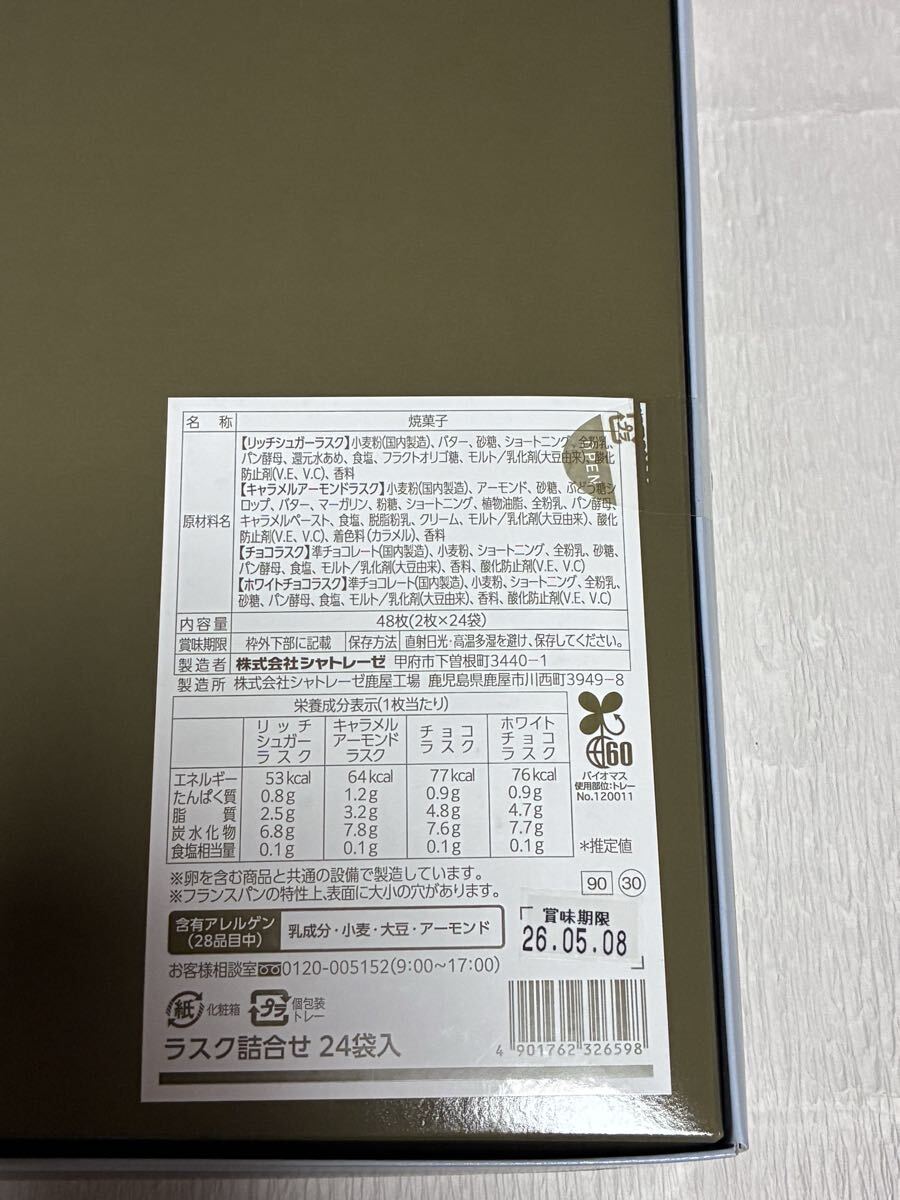 名称 焼菓子
原材料名
【リッチシュガーラスク】小麦粉(国内製造)、バター、砂糖、ショートニング、全粉乳、
パン酵母、還元水あめ、食塩、フラクトオリゴ糖、モルト/乳化剤(大豆由来)、酸化
防止剤(V.E、V.C)、香料
【キャラメルアーモンドラスク】小麦粉(国内製造)、アーモンド、砂糖、ぶどう糖シ
ロップ、バター、マーガリン、粉糖、ショートニング、植物油脂、全粉乳、パン酵母、
キャラメルペースト、食塩、脱脂粉乳、クリーム、モルト/乳化剤(大豆由来)、酸化
防止剤(V.E、V.C)、着色料(カラメル)、香料
【チョコラスク】準チョコレート(国内製造)、小麦粉、ショートニング、全粉乳、砂糖、
パン酵母、食塩、モルト/乳化剤(大豆由来)、香料、酸化防止剤(V.E、V.C)
【ホワイトチョコラスク】準チョコレート(国内製造)、小麦粉、ショートニング、全粉乳、
砂糖、パン酵母、食塩、モルト/乳化剤(大豆由来)、香料、酸化防止剤(V.E、V.C)
OPEN
内容量 48枚(2枚×24袋)
賞味期限 枠外下部に記載 保存方法 直射日光・高温多湿を避け、保存してください。
製造者 株式会社シャトレーゼ 甲府市下曽根町3440-1
製造所 株式会社シャトレーゼ鹿屋工場 鹿児島県鹿屋市川西町3949-8
栄養成分表示(1枚当たり)
リッチシュガーラスク キャラメルアーモンドラスク チョコラスク ホワイトチョコラスク
エネルギー 53kcal 64kcal 77kcal 76kcal
たんぱく質 0.8g 1.2g 0.9g 0.9g
脂質 2.5g 3.2g 4.8g 4.7g
炭水化物 6.8g 7.8g 7.6g 7.7g
食塩相当量 0.1g 0.1g 0.1g 0.1g
*推定値
60
バイオマス
使用部位:トレー
No.120011
※卵を含む商品と共通の設備で製造しています。
※フランスパンの特性上、表面に大小の穴があります。
90 30
含有アレルゲン
(28品目中)
乳成分・小麦・大豆・アーモンド
賞味期限
26.05.08
お客様相談室 0120-005152(9:00~17:00)
紙 化粧箱 プラ 個包装
トレー
ラスク詰合せ 24袋入
4 901762 326598